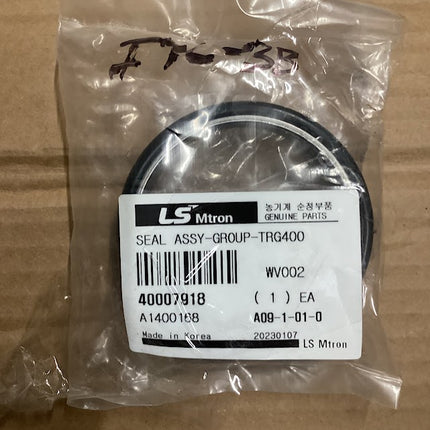 LS Mtron
농기계 순정부품
GENUINE PARTS
SEAL ASSY-GROUP-TRG400
WV002
40007918 ( 1 ) EA
A1400168 A09-1-01-0
Made in Korea 20230107
LS Mtron